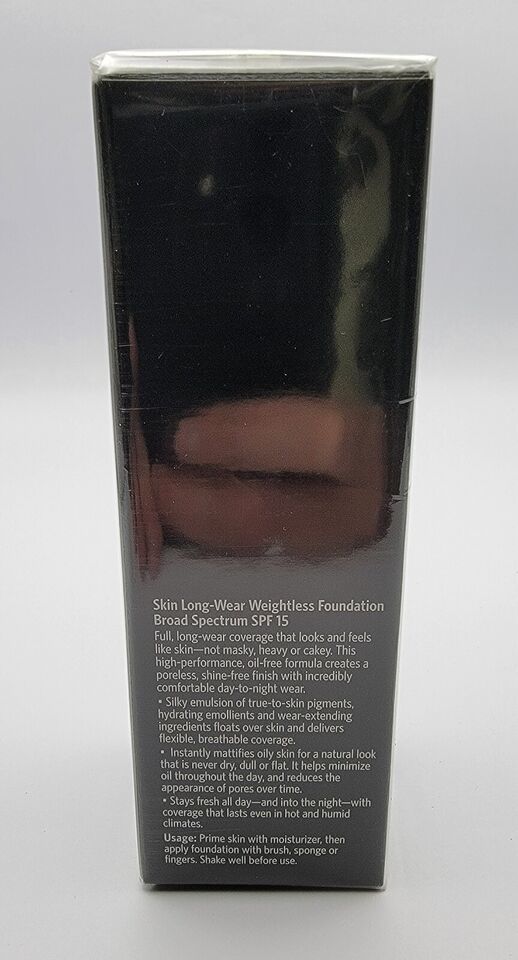 Skin Long-Wear Weightless Foundation
Broad Spectrum SPF 15
Full, long-wear coverage that looks and feels
like skin—not masky, heavy or cakey. This
high-performance, oil-free formula creates a
poreless, shine-free finish with incredibly
comfortable day-to-night wear.
• Silky emulsion of true-to-skin pigments,
hydrating emollients and wear-extending
ingredients floats over skin and delivers
flexible, breathable coverage.
• Instantly mattifies oily skin for a natural look
that is never dry, dull or flat. It helps minimize
oil throughout the day, and reduces the
appearance of pores over time.
• Stays fresh all day—and into the night—with
coverage that lasts even in hot and humid
climates.
Usage: Prime skin with moisturizer, then
apply foundation with brush, sponge or
fingers. Shake well before use.